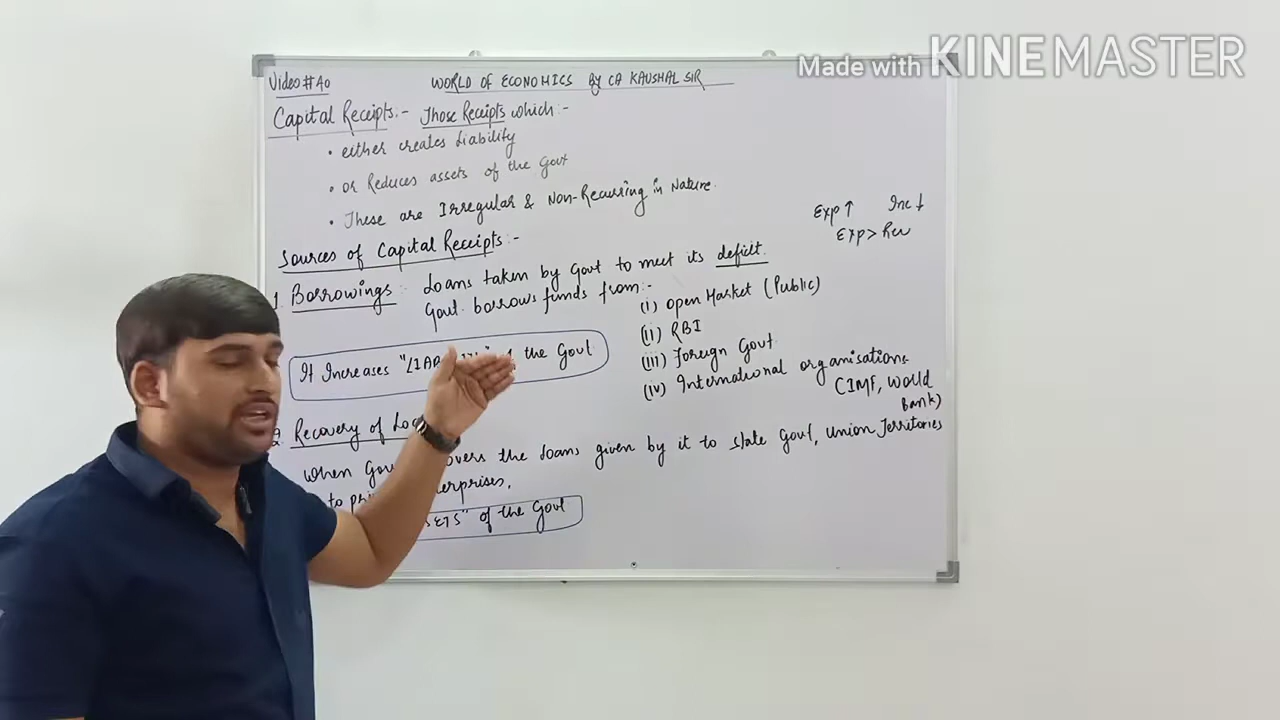 Made with KINEMASTER
Video # 40 WORLD OF ECONOMICS By CA KAUSHAL SIR
Capital Receipts:- Those Receipts which:-
• either creates liability
• or Reduces assets of the Govt
• These are Irregular & Non-Recurring in Nature.
Exp↑ Inc↓
Exp > Rev
Sources of Capital Receipts:-
1. Borrowings: Loans taken by Govt to meet its deficit.
Govt. borrows funds from:-
(i) Open Market (Public)
(ii) RBI
(iii) Foreign Govt.
(iv) International organisations
(IMF, World
Bank)
It Increases the Govt
2. Recovery of
When the loans given by it to state Govt, Union Territories
to
of the Govt